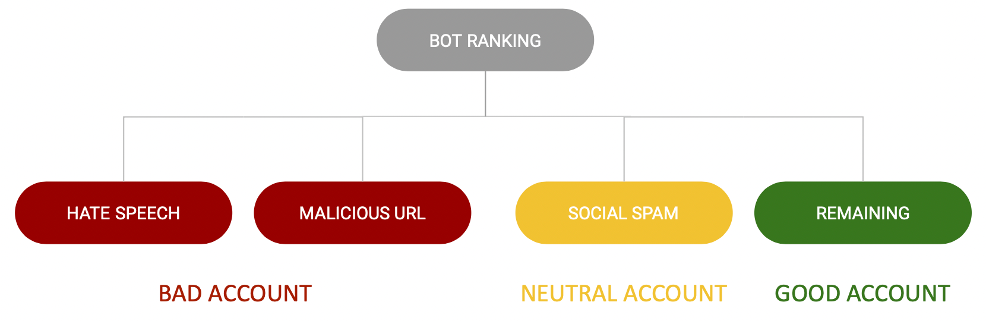 BOT RANKING
HATE SPEECH
MALICIOUS URL
SOCIAL SPAM
REMAINING
BAD ACCOUNT
NEUTRAL ACCOUNT
GOOD ACCOUNT